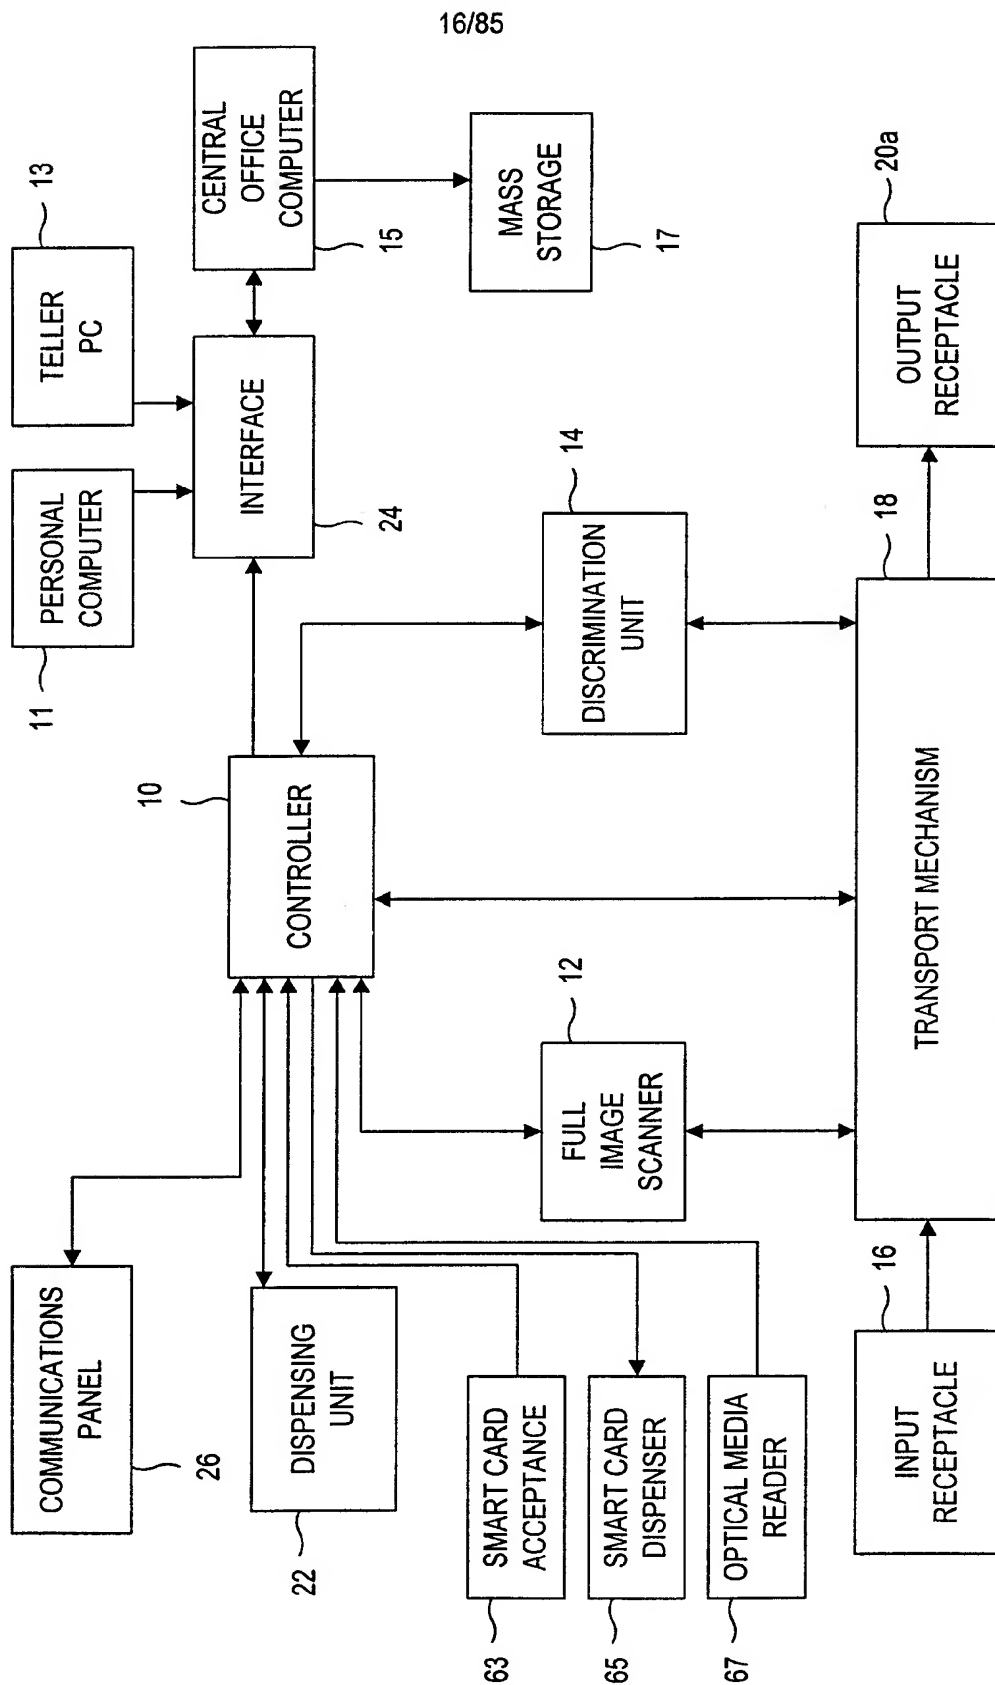 16/85
COMMUNICATIONS
PANEL
26
DISPENSING
UNIT
22
SMART CARD
ACCEPTANCE
63
SMART CARD
DISPENSER
65
OPTICAL MEDIA
READER
67
INPUT
RECEPTACLE
16
10
CONTROLLER
FULL
IMAGE
SCANNER
12
TRANSPORT MECHANISM
18
PERSONAL
COMPUTER
11
TELLER
PC
13
INTERFACE
24
CENTRAL
OFFICE
COMPUTER
15
MASS
STORAGE
17
DISCRIMINATION
UNIT
14
OUTPUT
RECEPTACLE
20a